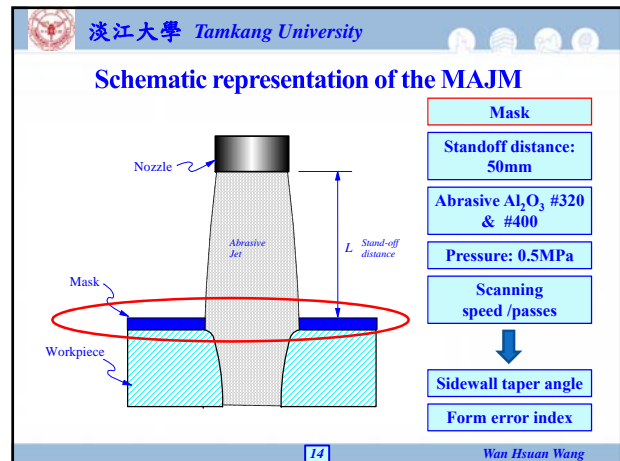 淡江大學 Tamkang University
Schematic representation of the MAJM
Nozzle
Abrasive
Jet
L Stand-off
distance
Mask
Workpiece
Mask
Standoff distance:
50mm
Abrasive Al₂O₃ #320
& #400
Pressure: 0.5MPa
Scanning
speed /passes
Sidewall taper angle
Form error index
14
Wan Hsuan Wang